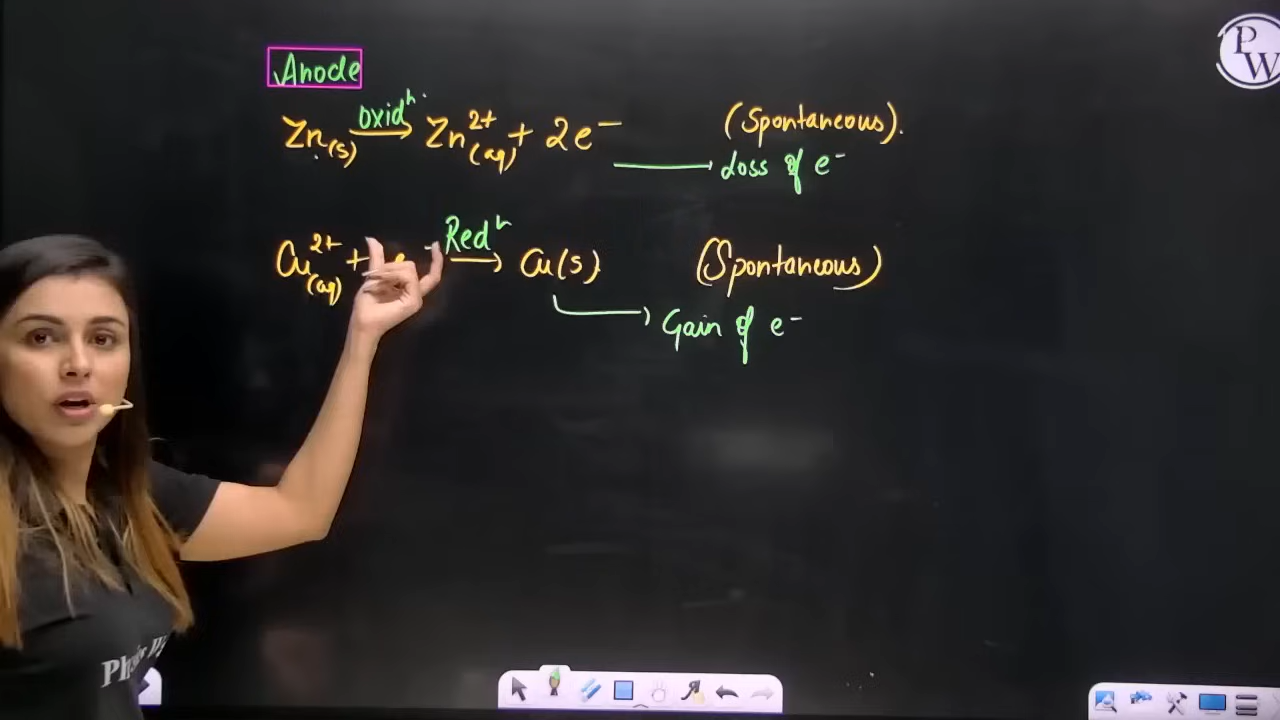 PW
Anode
Zn(s) Oxidⁿ → Zn²⁺(aq) + 2e⁻ (Spontaneous).
→ Loss of e⁻
Cu²⁺(aq) + e⁻ Redⁿ → Cu(s) (Spontaneous)
→ Gain of e⁻